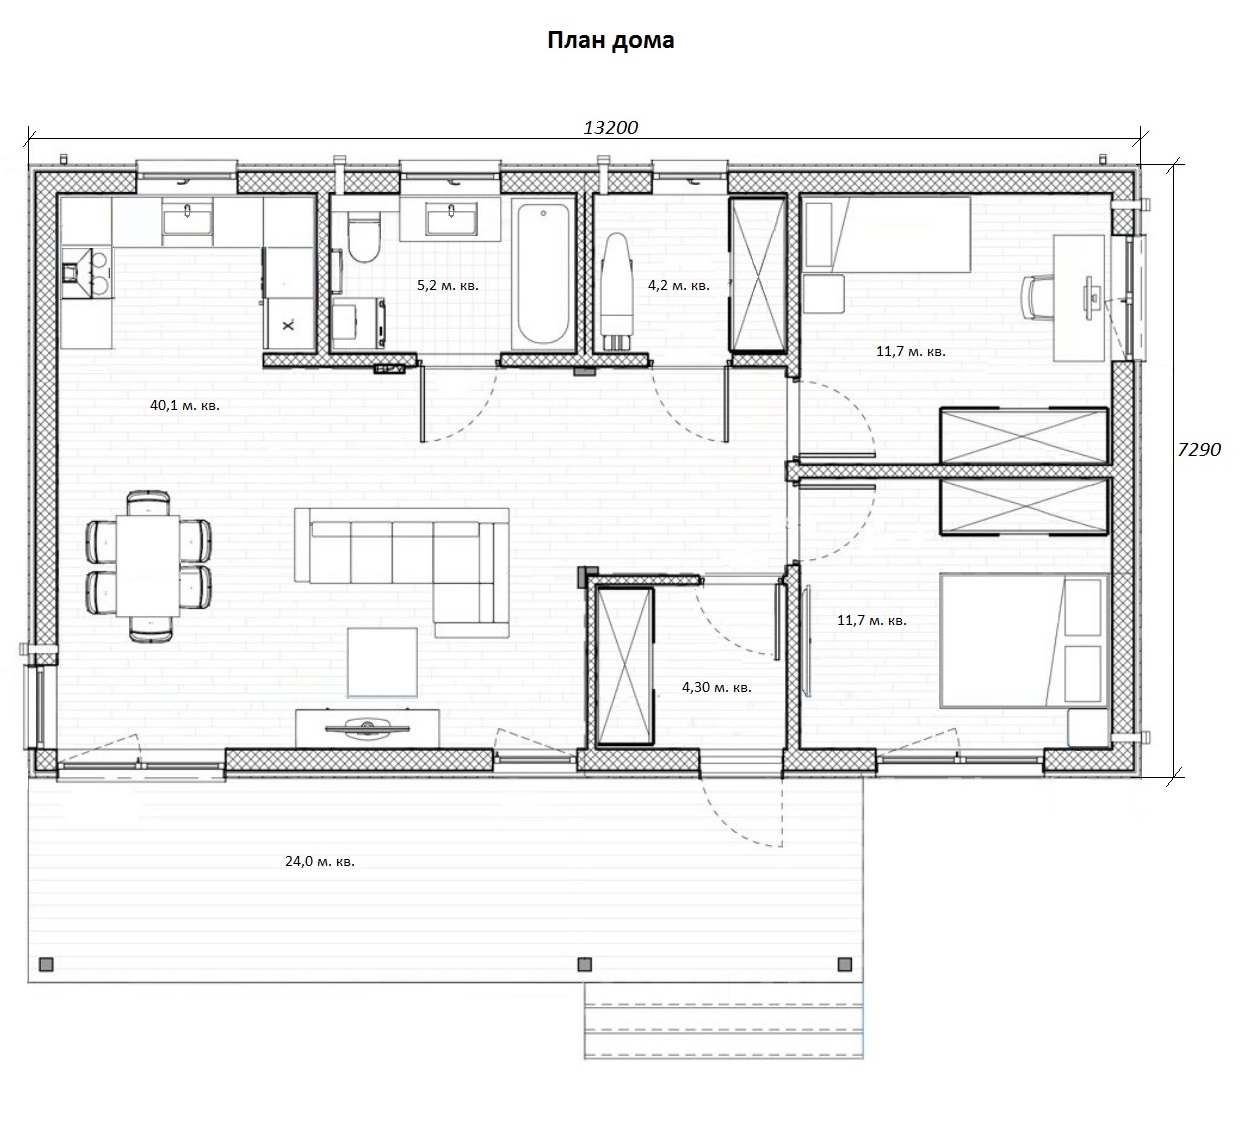 План дома
13200
5,2 м. кв.
4,2 м. кв.
X.
11,7 м. кв.
40,1 м. кв.
7290
11,7 м. кв.
4,30 м. кв.
24,0 м. кв.